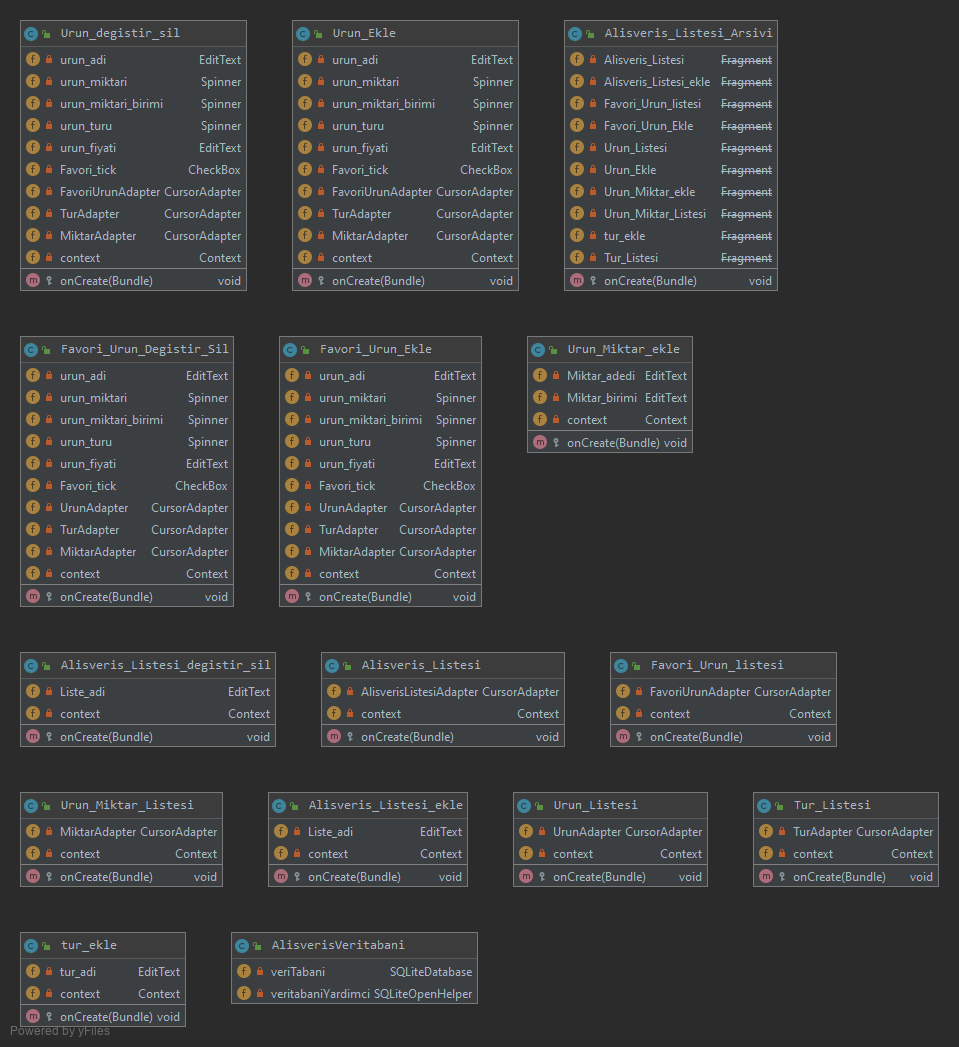 Urun_degistir_sil
urun_adi EditText
urun_miktari Spinner
urun_miktari_birimi Spinner
urun_turu Spinner
urun_fiyati EditText
Favori_tick CheckBox
FavoriUrunAdapter CursorAdapter
TurAdapter CursorAdapter
MiktarAdapter CursorAdapter
context Context
onCreate(Bundle) void
Urun_Ekle
urun_adi EditText
urun_miktari Spinner
urun_miktari_birimi Spinner
urun_turu Spinner
urun_fiyati EditText
Favori_tick CheckBox
FavoriUrunAdapter CursorAdapter
TurAdapter CursorAdapter
MiktarAdapter CursorAdapter
context Context
onCreate(Bundle) void
Alisveris_Listesi_Arsivi
Alisveris_Listesi Fragment
Alisveris_Listesi_ekle Fragment
Favori_Urun_listesi Fragment
Favori_Urun_Ekle Fragment
Urun_Listesi Fragment
Urun_Ekle Fragment
Urun_Miktar_ekle Fragment
Urun_Miktar_Listesi Fragment
tur_ekle Fragment
Tur_Listesi Fragment
onCreate(Bundle) void
Favori_Urun_Degistir_Sil
urun_adi EditText
urun_miktari Spinner
urun_miktari_birimi Spinner
urun_turu Spinner
urun_fiyati EditText
Favori_tick CheckBox
UrunAdapter CursorAdapter
TurAdapter CursorAdapter
MiktarAdapter CursorAdapter
context Context
onCreate(Bundle) void
Favori_Urun_Ekle
urun_adi EditText
urun_miktari Spinner
urun_miktari_birimi Spinner
urun_turu Spinner
urun_fiyati EditText
Favori_tick CheckBox
UrunAdapter CursorAdapter
TurAdapter CursorAdapter
MiktarAdapter CursorAdapter
context Context
onCreate(Bundle) void
Urun_Miktar_ekle
Miktar_adedi EditText
Miktar_birimi EditText
context Context
onCreate(Bundle) void
Alisveris_Listesi_degistir_sil
Liste_adi EditText
context Context
onCreate(Bundle) void
Alisveris_Listesi
AlisverisListesiAdapter CursorAdapter
context Context
onCreate(Bundle) void
Favori_Urun_listesi
FavoriUrunAdapter CursorAdapter
context Context
onCreate(Bundle) void
Urun_Miktar_Listesi
MiktarAdapter CursorAdapter
context Context
onCreate(Bundle) void
Alisveris_Listesi_ekle
Liste_adi EditText
context Context
onCreate(Bundle) void
Urun_Listesi
UrunAdapter CursorAdapter
context Context
onCreate(Bundle) void
Tur_Listesi
TurAdapter CursorAdapter
context Context
onCreate(Bundle) void
tur_ekle
tur_adi EditText
context Context
onCreate(Bundle) void
AlisverisVeritabani
veriTabani SQLiteDatabase
veritabaniYardimci SQLiteOpenHelper
Powered by yFiles